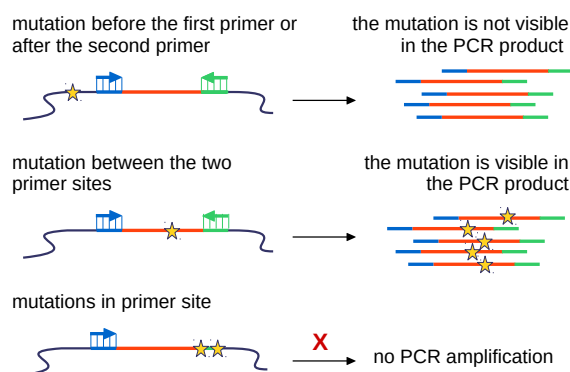 mutation before the first primer or
after the second primer
the mutation is not visible
in the PCR product
mutation between the two
primer sites
the mutation is visible in
the PCR product
mutations in primer site
X
no PCR amplification